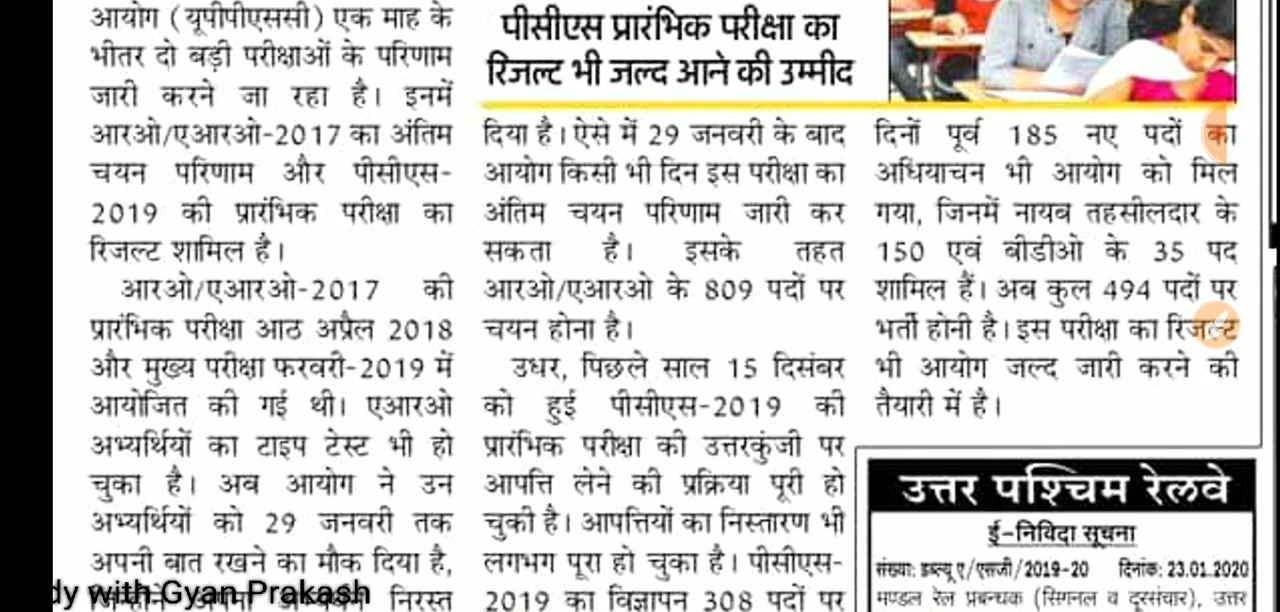 आयोग (यूपीपीएससी) एक माह के
भीतर दो बड़ी परीक्षाओं के परिणाम
जारी करने जा रहा है। इनमें
आरओ/एआरओ-2017 का अंतिम
चयन परिणाम और पीसीएस-
2019 की प्रारंभिक परीक्षा का
रिजल्ट शामिल है।
आरओ/एआरओ-2017 की
प्रारंभिक परीक्षा आठ अप्रैल 2018
और मुख्य परीक्षा फरवरी-2019 में
आयोजित की गई थी। एआरओ
अभ्यर्थियों का टाइप टेस्ट भी हो
चुका है। अब आयोग ने उन
अभ्यर्थियों को 29 जनवरी तक
अपनी बात रखने का मौक दिया है,
निरस्त
पीसीएस प्रारंभिक परीक्षा का
रिजल्ट भी जल्द आने की उम्मीद
दिया है। ऐसे में 29 जनवरी के बाद
आयोग किसी भी दिन इस परीक्षा का
अंतिम चयन परिणाम जारी कर
सकता है। इसके तहत
आरओ/एआरओ के 809 पदों पर
चयन होना है।
उधर, पिछले साल 15 दिसंबर
को हुई पीसीएस-2019 की
प्रारंभिक परीक्षा की उत्तरकुंजी पर
आपत्ति लेने की प्रक्रिया पूरी हो
चुकी है। आपत्तियों का निस्तारण भी
लगभग पूरा हो चुका है। पीसीएस-
2019 का विज्ञापन 308 पदों पर
दिनों पूर्व 185 नए पदों का
अधियाचन भी आयोग को मिल
गया, जिनमें नायब तहसीलदार के
150 एवं बीडीओ के 35 पद
शामिल हैं। अब कुल 494 पदों पर
भर्ती होनी है। इस परीक्षा का रिजल्ट
भी आयोग जल्द जारी करने की
तैयारी में है।
उत्तर पश्चिम रेलवे
ई-निविदा सूचना
संख्या: डब्ल्यू ए/एसजी/2019-20 दिनांक: 23.01.2020
मण्डल रेल प्रबन्धक (सिगनल व दूरसंचार), उत्तर
dy with Gyan Prakash